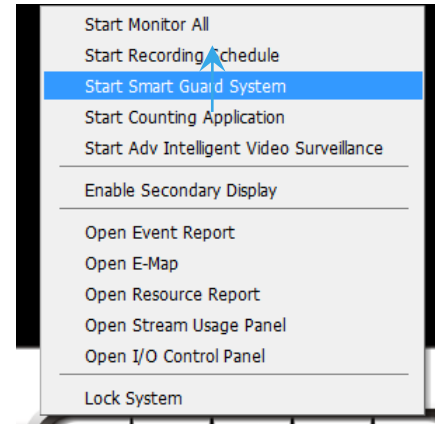 Start Monitor All
Start Recording Schedule
Start Smart Guard System
Start Counting Application
Start Adv Intelligent Video Surveillance
Enable Secondary Display
Open Event Report
Open E-Map
Open Resource Report
Open Stream Usage Panel
Open I/O Control Panel
Lock System